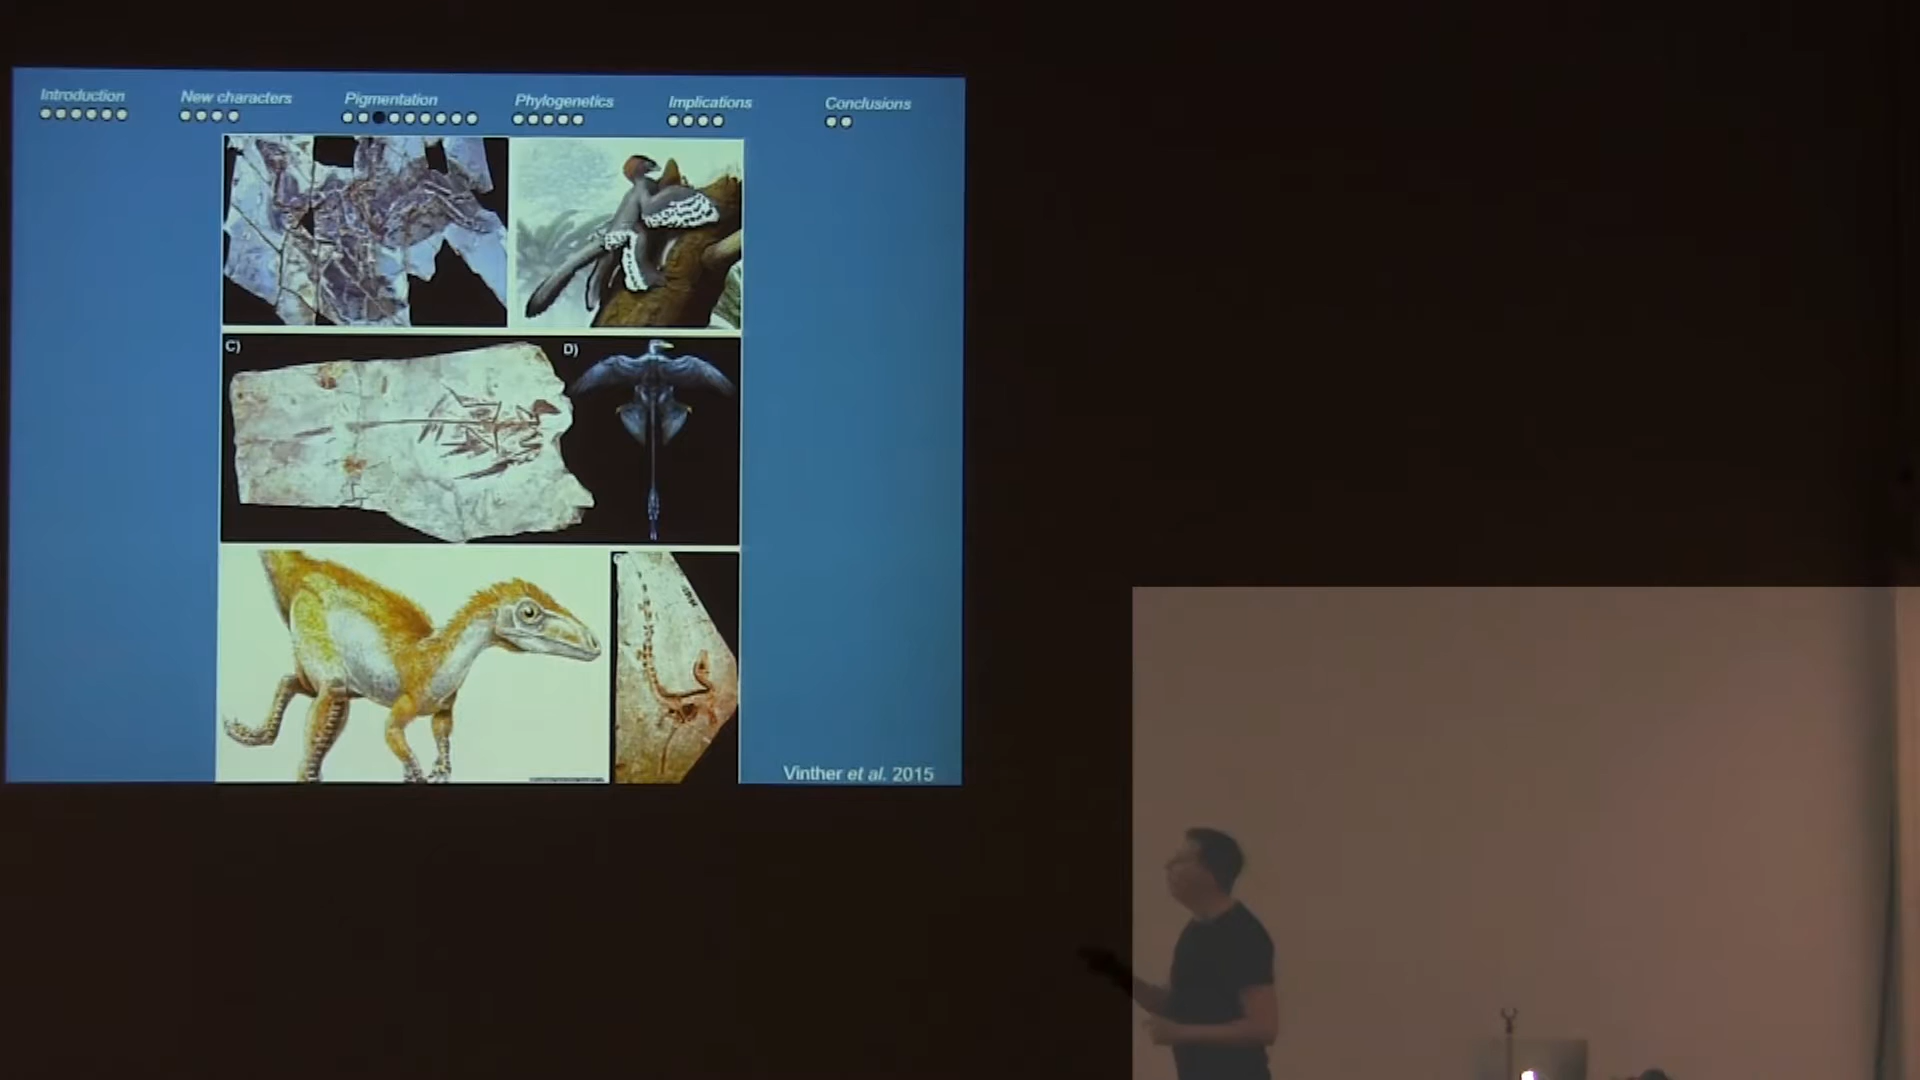 Introduction
New characters
Pigmentation
Phylogenetics
Implications
Conclusions
C)
D)
Vinther et al. 2015